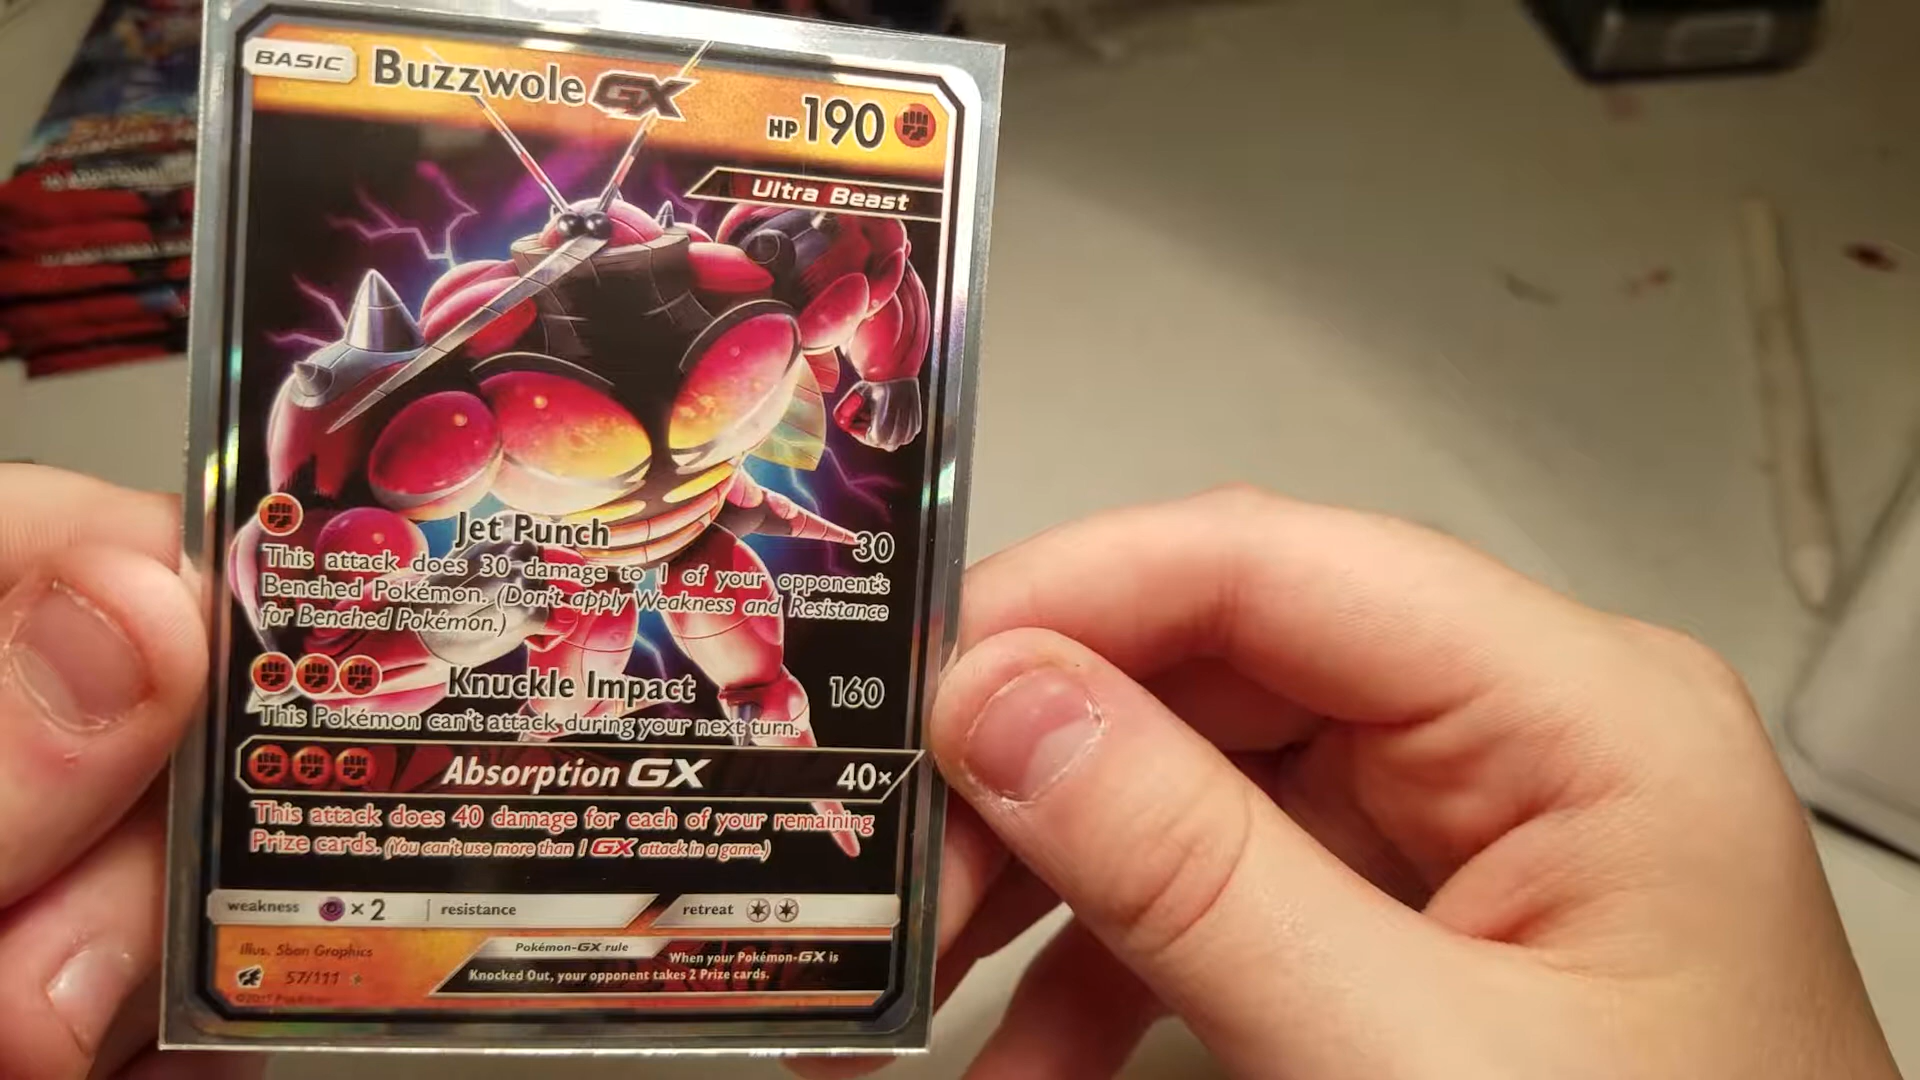 BASIC Buzzwole GX HP 190
Ultra Beast
Jet Punch 30
This attack does 30 damage to 1 of your opponent's
Benched Pokémon. (Don't apply Weakness and Resistance
for Benched Pokémon.)
Knuckle Impact 160
This Pokémon can't attack during your next turn.
Absorption GX 40×
This attack does 40 damage for each of your remaining
Prize cards. (You can't use more than 1 GX attack in a game.)
weakness × 2 resistance retreat
Illus. 5ban Graphics
57/111
Pokémon-GX rule
When your Pokémon-GX is
Knocked Out, your opponent takes 2 Prize cards.